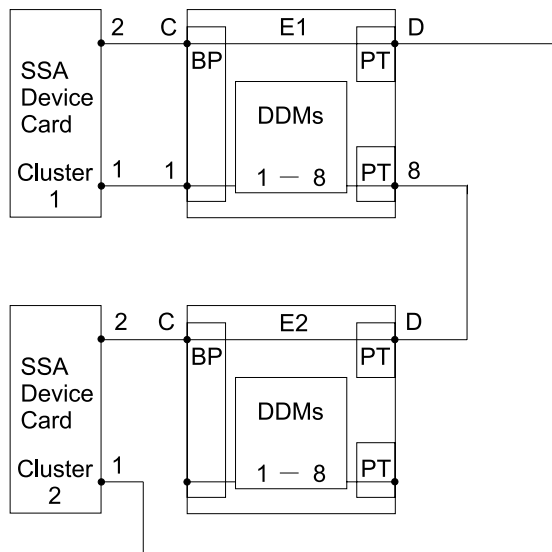 2 C E1 D
BP PT
SSA
Device
Card
DDMs
Cluster
1
1 1 1 — 8 PT 8
2 C E2 D
BP PT
SSA
Device
Card
DDMs
Cluster
2
1 1 — 8 PT